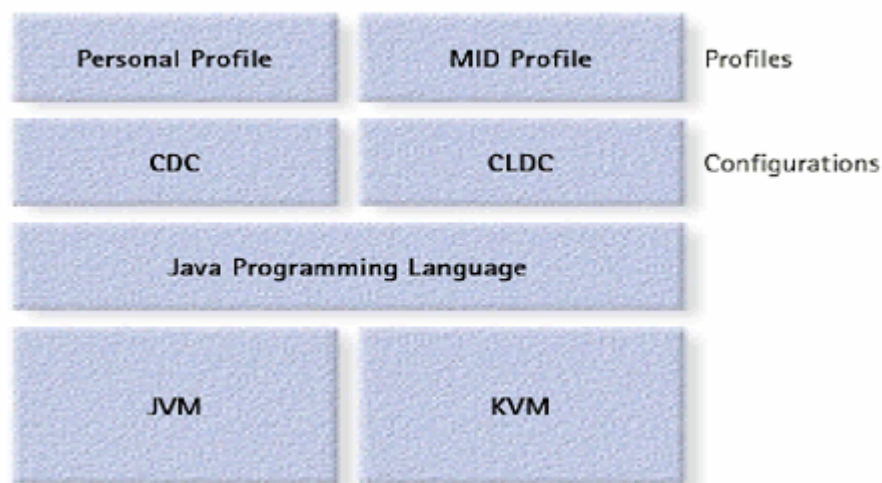 Personal Profile MID Profile Profiles
CDC CLDC Configurations
Java Programming Language
JVM KVM